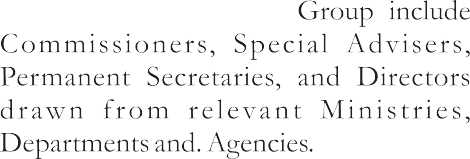 Group include
Commissioners, Special Advisers,
Permanent Secretaries, and Directors
drawn from relevant Ministries,
Departments and. Agencies.